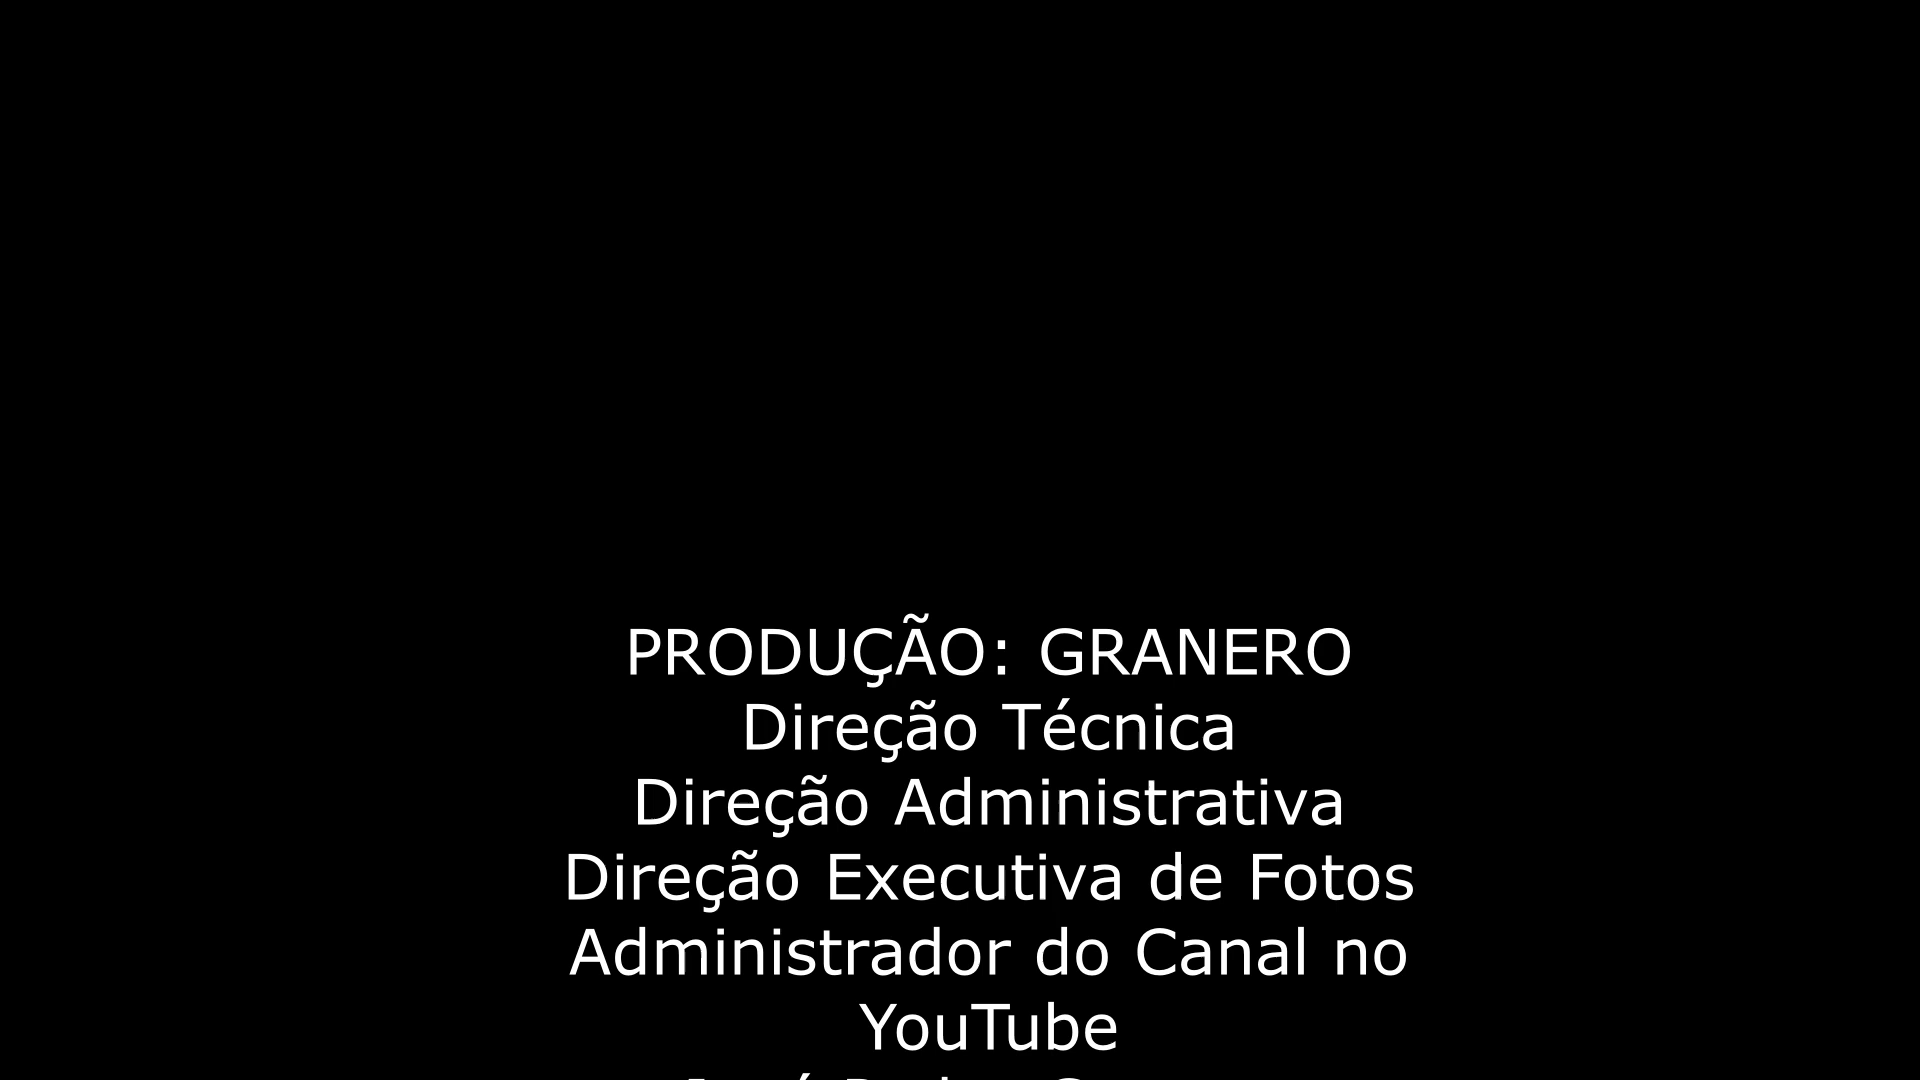 PRODUÇÃO: GRANERO
Direção Técnica
Direção Administrativa
Direção Executiva de Fotos
Administrador do Canal no
YouTube